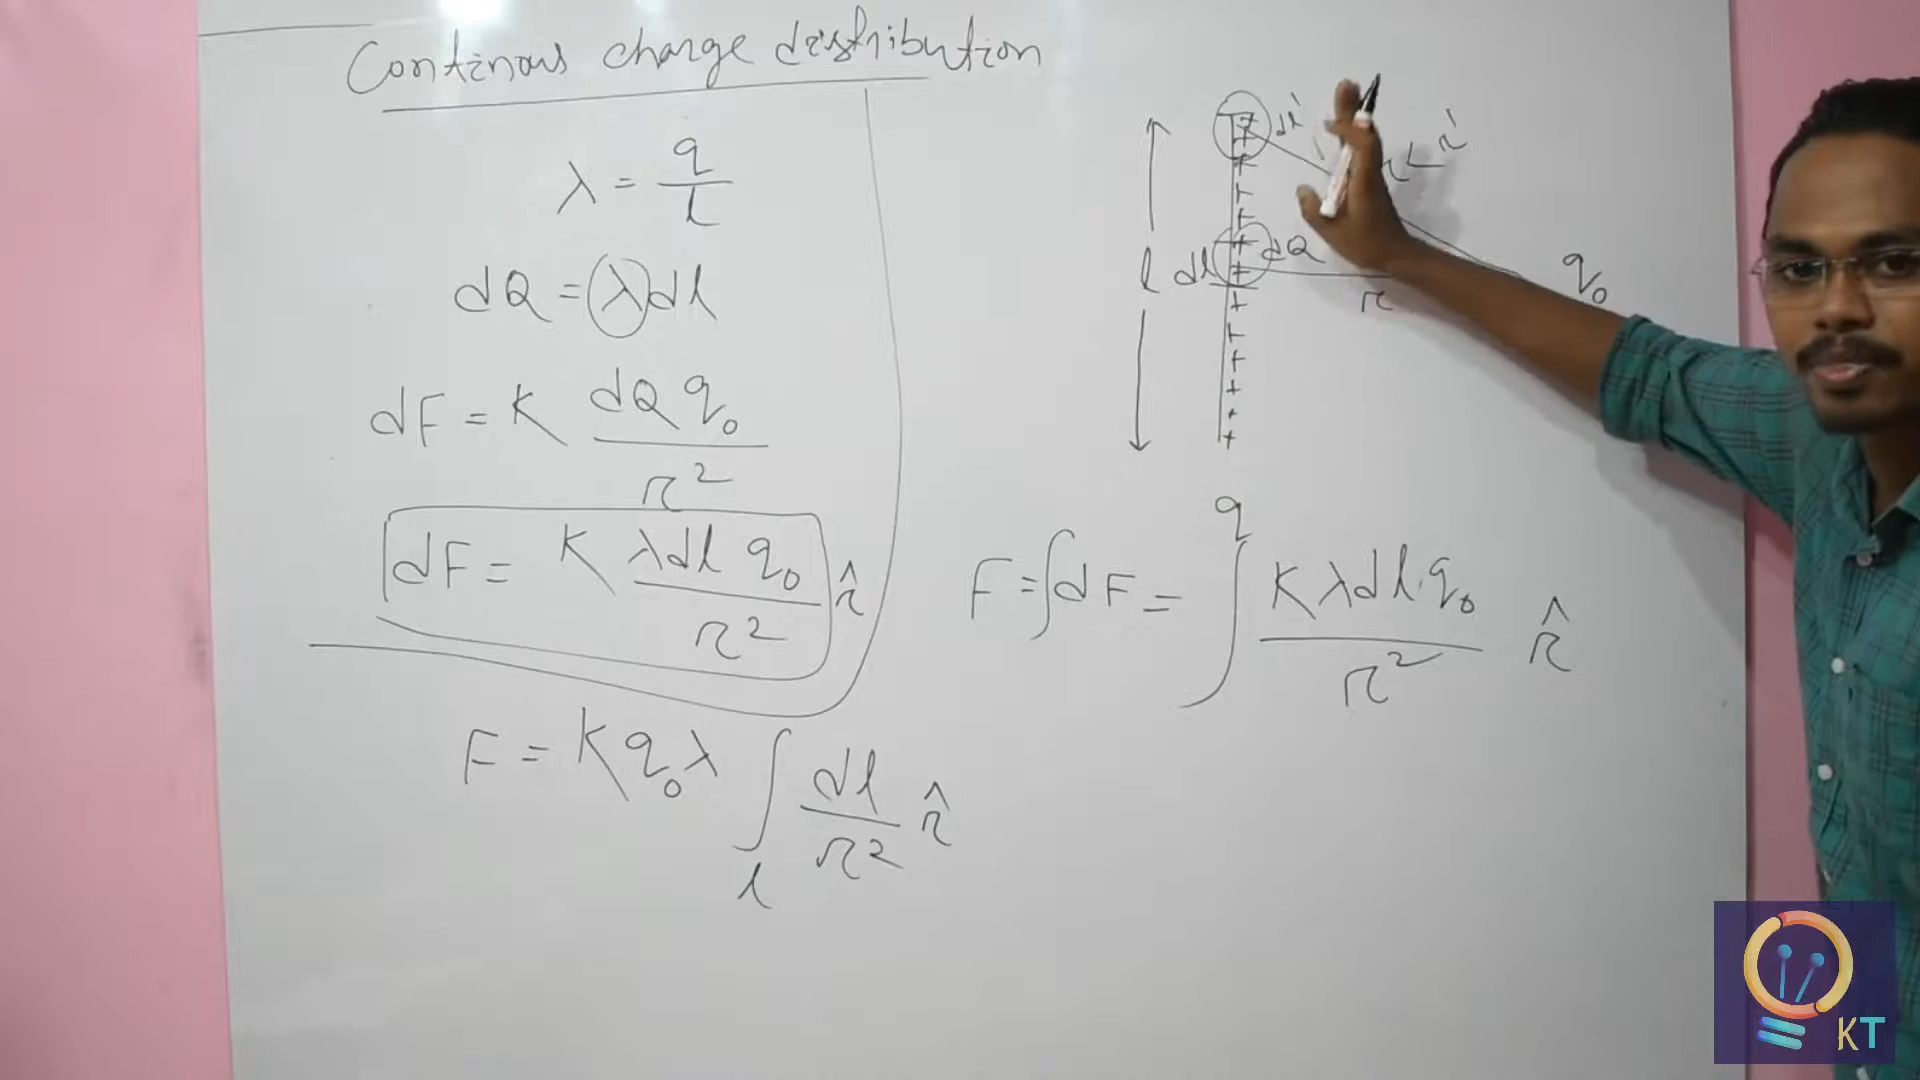 Continous charge distribution
λ = q/l
dQ = λdl
dF = K dQ q₀/r²
dF = K λdl q₀/r² r̂
F = K q₀ λ ∫l dl/r² r̂
dl'
r < r'
l
dl
dQ
r
q₀
F = ∫dF = ∫q Kλdl·q₀/r² r̂
KT